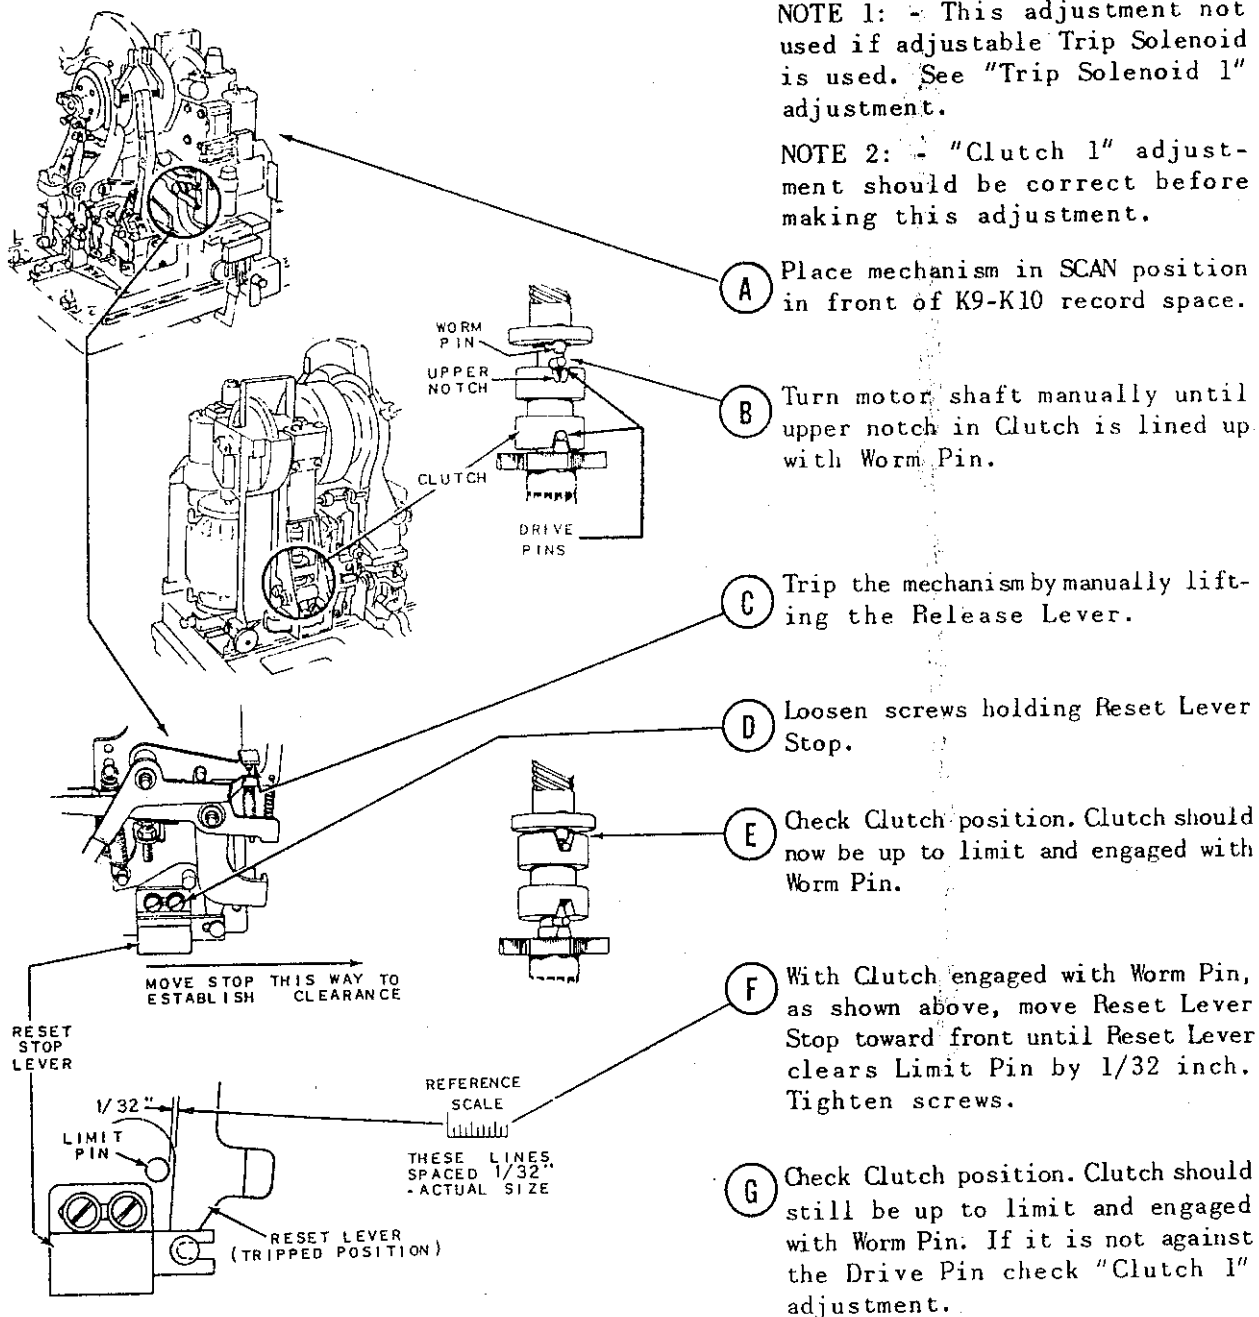 NOTE 1: - This adjustment not
used if adjustable Trip Solenoid
is used. See "Trip Solenoid 1"
adjustment.
NOTE 2: - "Clutch 1" adjust-
ment should be correct before
making this adjustment.
A
Place mechanism in SCAN position
in front of K9-K10 record space.
WORM
PIN
UPPER
NOTCH
CLUTCH
DRIVE
PINS
B
Turn motor shaft manually until
upper notch in Clutch is lined up
with Worm Pin.
C
Trip the mechanism by manually lift-
ing the Release Lever.
D
Loosen screws holding Reset Lever
Stop.
E
Check Clutch position. Clutch should
now be up to limit and engaged with
Worm Pin.
MOVE STOP THIS WAY TO
ESTABLISH CLEARANCE
F
With Clutch engaged with Worm Pin,
as shown above, move Reset Lever
Stop toward front until Reset Lever
clears Limit Pin by 1/32 inch.
Tighten screws.
RESET
STOP
LEVER
1/32"
LIMIT
PIN
REFERENCE
SCALE
THESE LINES
SPACED 1/32"
- ACTUAL SIZE
RESET LEVER
(TRIPPED POSITION)
G
Check Clutch position. Clutch should
still be up to limit and engaged
with Worm Pin. If it is not against
the Drive Pin check "Clutch 1"
adjustment.